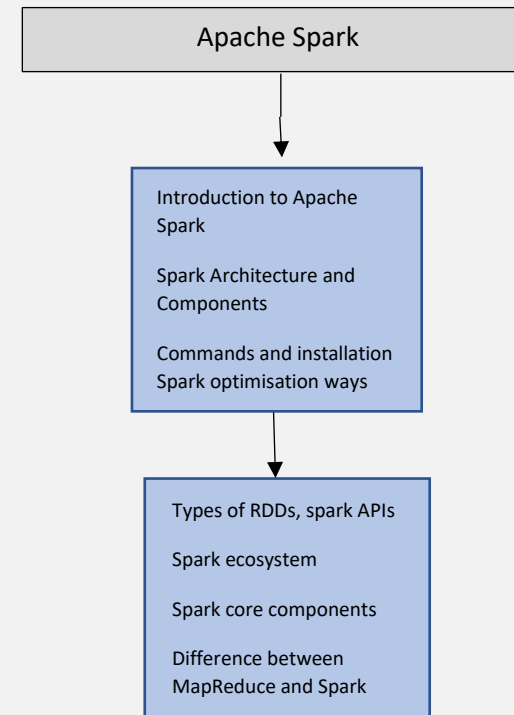 Apache Spark
Introduction to Apache
Spark
Spark Architecture and
Components
Commands and installation
Spark optimisation ways
Types of RDDs, spark APIs
Spark ecosystem
Spark core components
Difference between
MapReduce and Spark